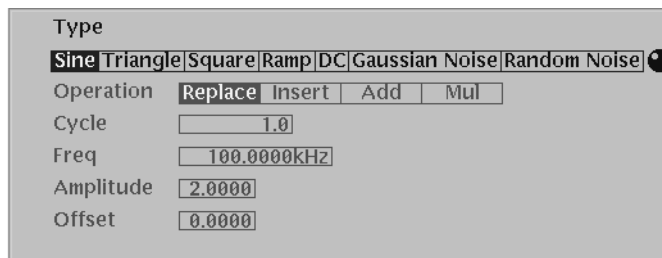 Type
Sine Triangle Square Ramp DC Gaussian Noise Random Noise
Operation Replace Insert Add Mul
Cycle 1.0
Freq 100.0000kHz
Amplitude 2.0000
Offset 0.0000